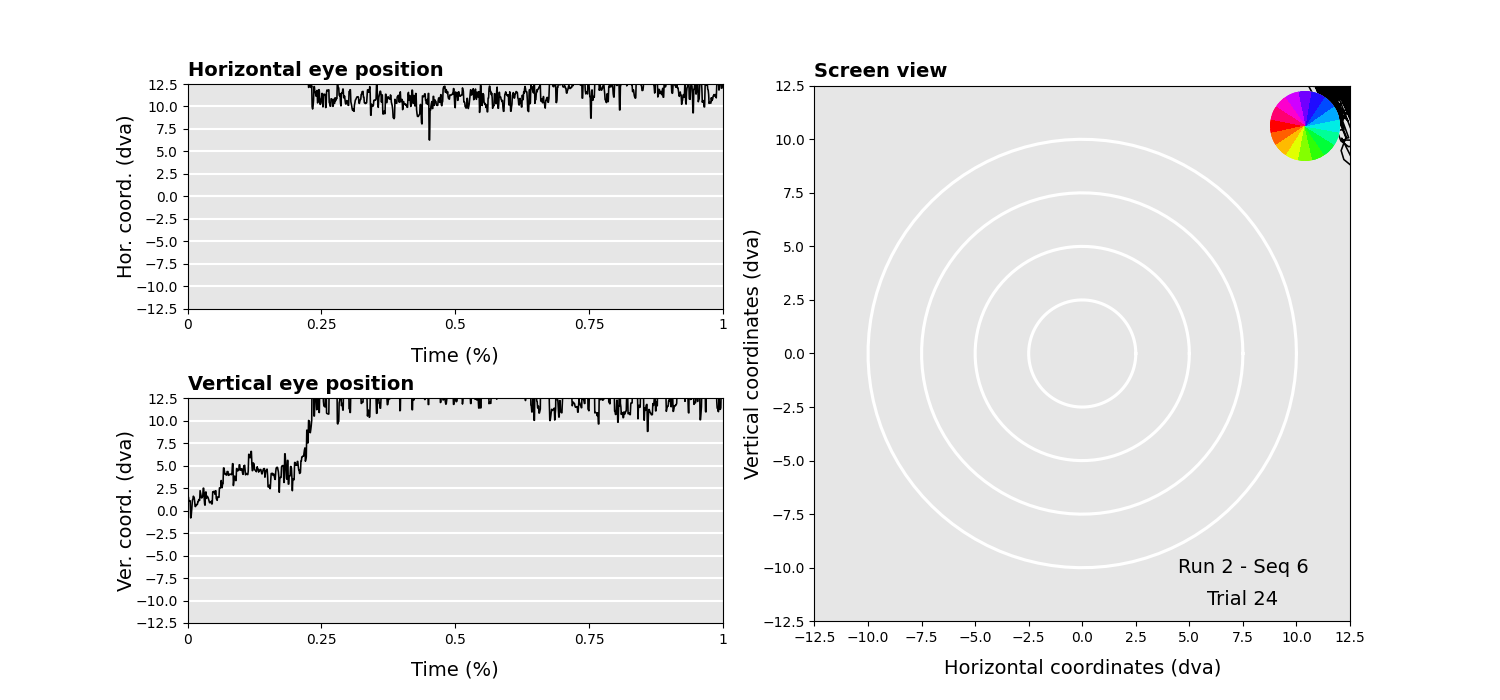 Horizontal eye position
Hor. coord. (dva)
12.5
10.0
7.5
5.0
2.5
0.0
−2.5
−5.0
−7.5
−10.0
−12.5
0 0.25 0.5 0.75 1
Time (%)
Vertical eye position
Ver. coord. (dva)
12.5
10.0
7.5
5.0
2.5
0.0
−2.5
−5.0
−7.5
−10.0
−12.5
0 0.25 0.5 0.75 1
Time (%)
Screen view
Vertical coordinates (dva)
12.5
10.0
7.5
5.0
2.5
0.0
−2.5
−5.0
−7.5
−10.0
−12.5
Run 2 - Seq 6
Trial 24
−12.5 −10.0 −7.5 −5.0 −2.5 0.0 2.5 5.0 7.5 10.0 12.5
Horizontal coordinates (dva)